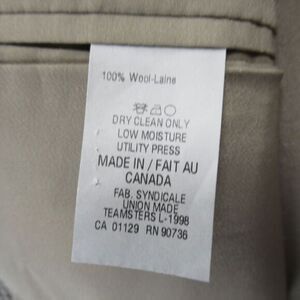 100% Wool-Laine
DRY CLEAN ONLY
LOW MOISTURE
UTILITY PRESS
MADE IN / FAIT AU
CANADA
FAB. SYNDICALE
UNION MADE
TEAMSTERS L-1998
CA 01129 RN 90736